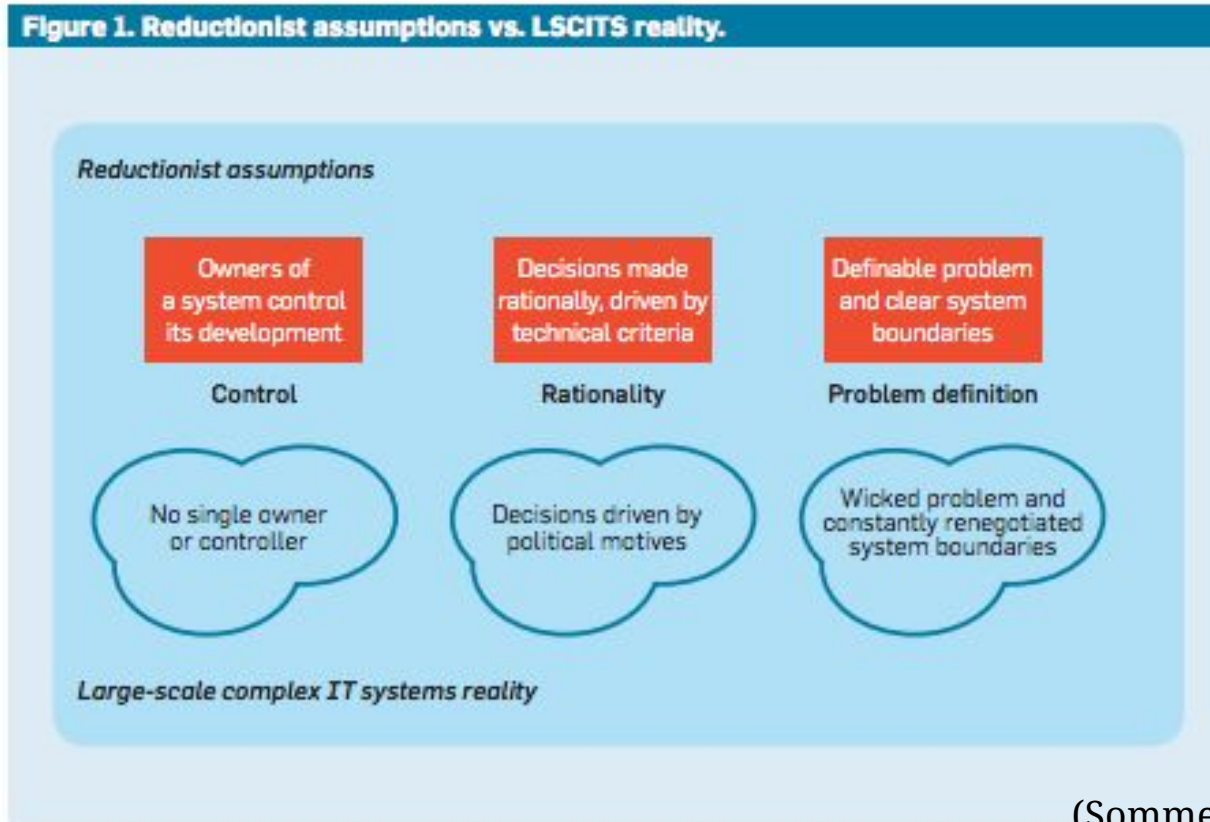 Figure 1. Reductionist assumptions vs. LSCITS reality.
Reductionist assumptions
Owners of
a system control
its development
Decisions made
rationally, driven by
technical criteria
Definable problem
and clear system
boundaries
Control
Rationality
Problem definition
No single owner
or controller
Decisions driven by
political motives
Wicked problem and
constantly renegotiated
system boundaries
Large-scale complex IT systems reality
(Somme